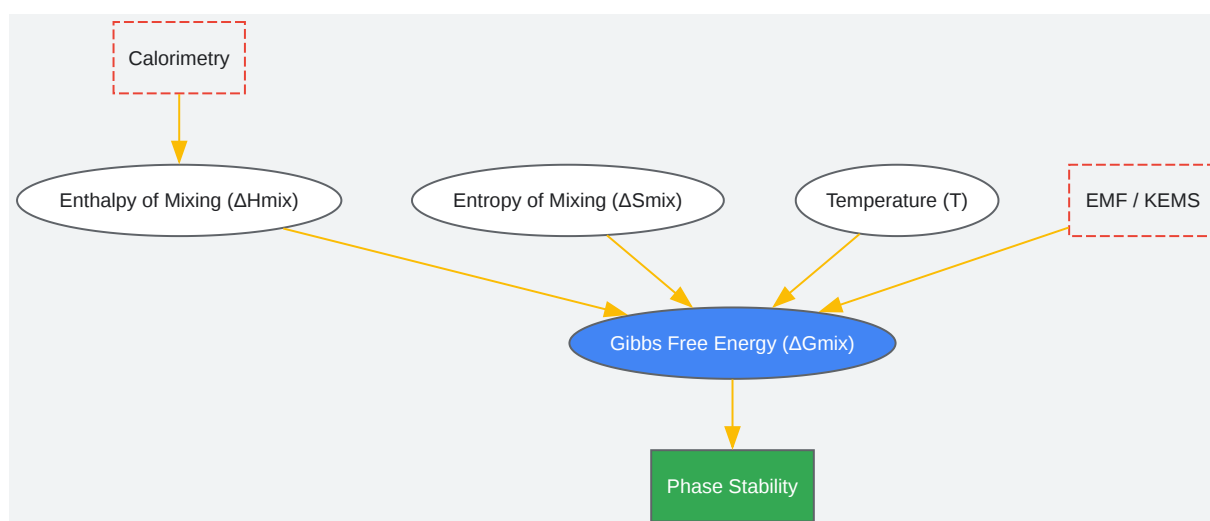 Calorimetry
Enthalpy of Mixing (ΔHmix)
Entropy of Mixing (ΔSmix)
Temperature (T)
EMF / KEMS
Gibbs Free Energy (ΔGmix)
Phase Stability